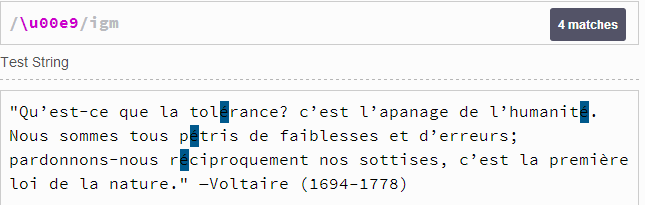 /\u00e9/igm
4 matches
Test String
"Qu’est-ce que la tolérance? c’est l’apanage de l’humanité.
Nous sommes tous pétris de faiblesses et d’erreurs;
pardonnons-nous réciproquement nos sottises, c’est la première
loi de la nature." —Voltaire (1694-1778)